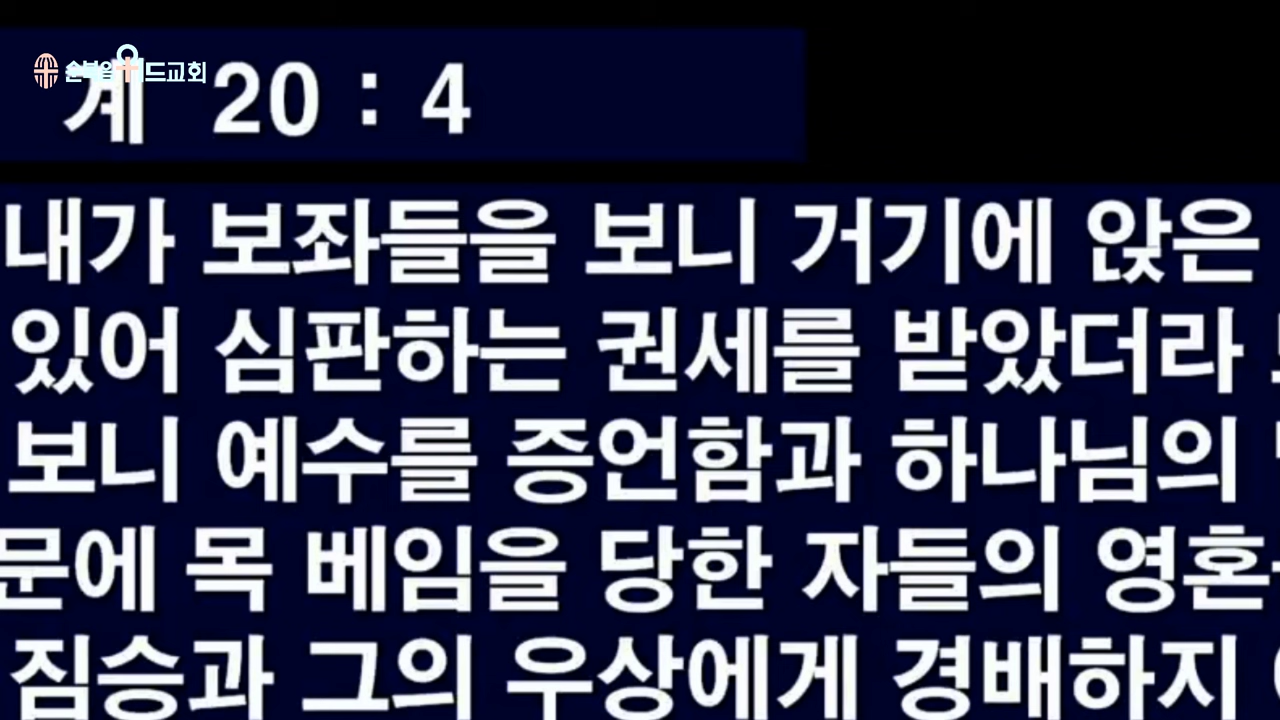 계 20 : 4
내가 보좌들을 보니 거기에 앉은
있어 심판하는 권세를 받았더라
보니 예수를 증언함과 하나님의
문에 목 베임을 당한 자들의
짐승과 그의 우상에게 경배하지